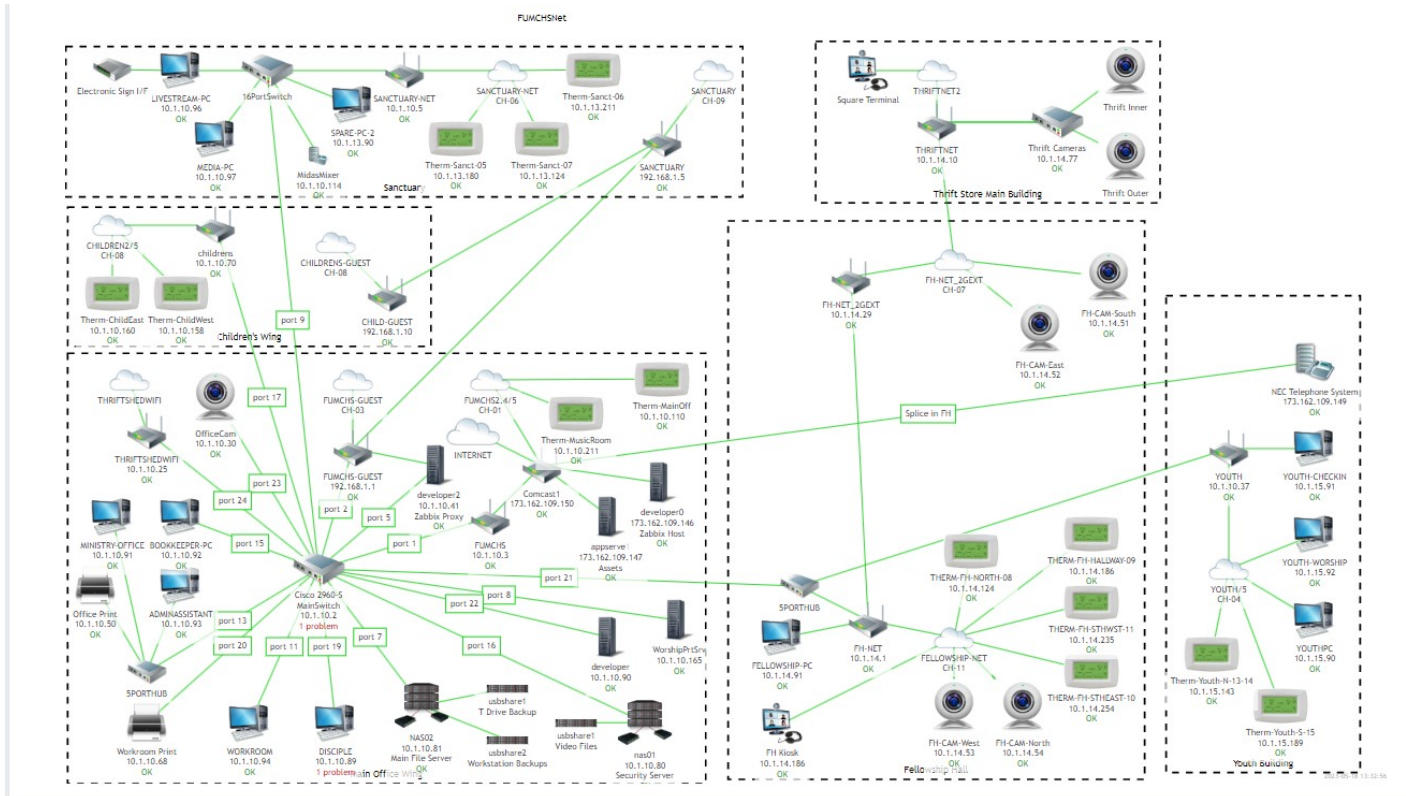 FUMCHSNet
Electronic Sign I/F
LIVESTREAM-PC
10.1.10.96
OK
16PortSwitch
SANCTUARY-NET
10.1.10.5
OK
SANCTUARY-NET
CH-06
Therm-Sanct-06
10.1.13.211
OK
SANCTUARY
CH-09
SPARE-PC-2
10.1.13.90
OK
MEDIA-PC
10.1.10.97
OK
MidasMixer
10.1.10.114
OK
Therm-Sanct-05
10.1.13.180
OK
Therm-Sanct-07
10.1.13.124
OK
SANCTUARY
192.168.1.5
OK
Sanctuary
Square Terminal
THRIFTNET2
Thrift Inner
THRIFTNET
10.1.14.10
OK
Thrift Cameras
10.1.14.77
OK
Thrift Outer
Thrift Store Main Building
CHILDREN2/5
CH-08
childrens
10.1.10.70
OK
CHILDRENS-GUEST
CH-08
Therm-ChildEast
10.1.10.160
OK
Therm-ChildWest
10.1.10.158
OK
CHILD-GUEST
192.168.1.10
OK
port 9
Children's Wing
FH-NET_2GEXT
10.1.14.29
OK
FH-NET_2GEXT
CH-07
FH-CAM-South
10.1.14.51
OK
FH-CAM-East
10.1.14.52
OK
THRIFTSHEDWIFI
OfficeCam
10.1.10.30
OK
port 17
FUMCHS-GUEST
CH-03
FUMCHS2.4/5
CH-01
Therm-MainOff
10.1.10.110
OK
Therm-MusicRoom
10.1.10.211
OK
INTERNET
THRIFTSHEDWIFI
10.1.10.25
OK
FUMCHS-GUEST
192.168.1.1
OK
developer2
10.1.10.41
Zabbix Proxy
OK
Comcast1
173.162.109.150
OK
developer0
173.162.109.146
Zabbix Host
OK
port 23
port 24
port 2
port 5
port 15
port 1
MINISTRY-OFFICE
10.1.10.91
OK
BOOKKEEPER-PC
10.1.10.92
OK
FUMCHS
10.1.10.3
OK
173.162.109.147
Assets
OK
Office Print
10.1.10.50
OK
ADMINASSISTANT
10.1.10.93
OK
Cisco 2960-S
MainSwitch
10.1.10.2
1 problem
port 21
port 8
port 22
port 13
port 20
port 11
port 19
port 7
port 16
5PORTHUB
developer
10.1.10.90
OK
WorshipPrtSrv
10.1.10.165
OK
Workroom Print
10.1.10.68
OK
WORKROOM
10.1.10.94
OK
DISCIPLE
10.1.10.89
1 problem
NAS02
10.1.10.81
Main File Server
OK
usbshare1
T Drive Backup
usbshare1
Video Files
usbshare2
Workstation Backups
nas01
10.1.10.80
Security Server
OK
Main Office Wing
Splice in FH
5PORTHUB
FELLOWSHIP-PC
10.1.14.91
OK
FH-NET
10.1.14.1
OK
FELLOWSHIP-NET
CH-11
THERM-FH-NORTH-08
10.1.14.124
OK
THERM-FH-HALLWAY-09
10.1.14.186
OK
THERM-FH-STHWST-11
10.1.14.235
OK
THERM-FH-STHEAST-10
10.1.14.254
OK
FH Kiosk
10.1.14.186
OK
FH-CAM-West
10.1.14.53
OK
FH-CAM-North
10.1.14.54
OK
Fellowship Hall
NEC Telephone System
173.162.109.149
OK
YOUTH
10.1.10.37
OK
YOUTH-CHECKIN
10.1.15.91
OK
YOUTH/5
CH-04
YOUTH-WORSHIP
10.1.15.92
OK
YOUTHPC
10.1.15.90
OK
Therm-Youth-N-13-14
10.1.15.143
OK
Therm-Youth-S-15
10.1.15.189
OK
Youth Building